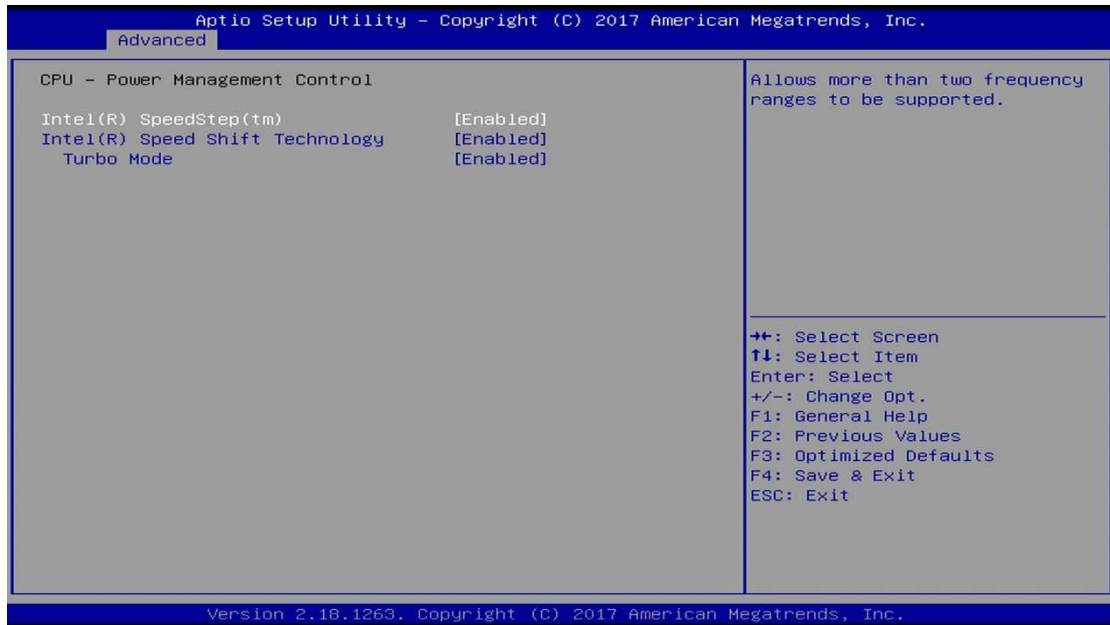 Aptio Setup Utility – Copyright (C) 2017 American Megatrends, Inc.
Advanced
CPU – Power Management Control
Intel(R) SpeedStep(tm) [Enabled]
Intel(R) Speed Shift Technology [Enabled]
Turbo Mode [Enabled]
Allows more than two frequency
ranges to be supported.
→←: Select Screen
↑↓: Select Item
Enter: Select
+/-: Change Opt.
F1: General Help
F2: Previous Values
F3: Optimized Defaults
F4: Save & Exit
ESC: Exit
Version 2.18.1263. Copyright (C) 2017 American Megatrends, Inc.